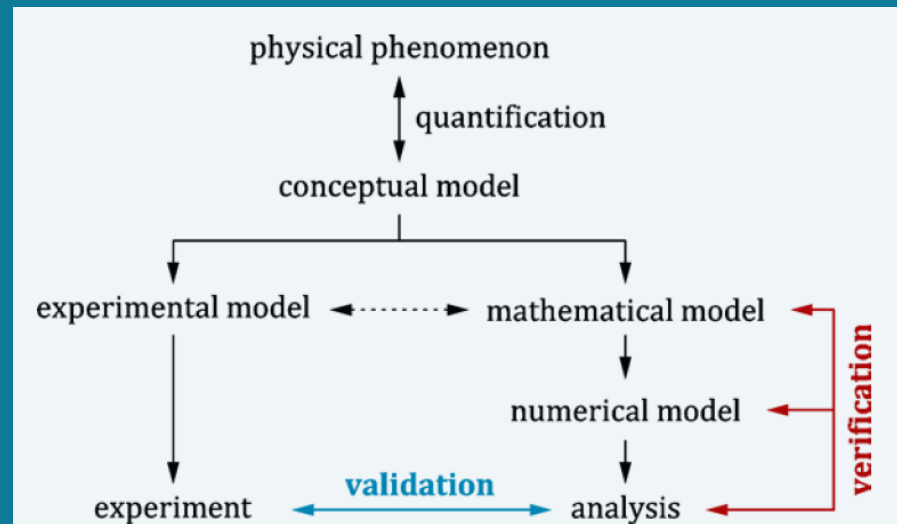 physical phenomenon
quantification
conceptual model
experimental model
mathematical model
numerical model
verification
validation
experiment
analysis